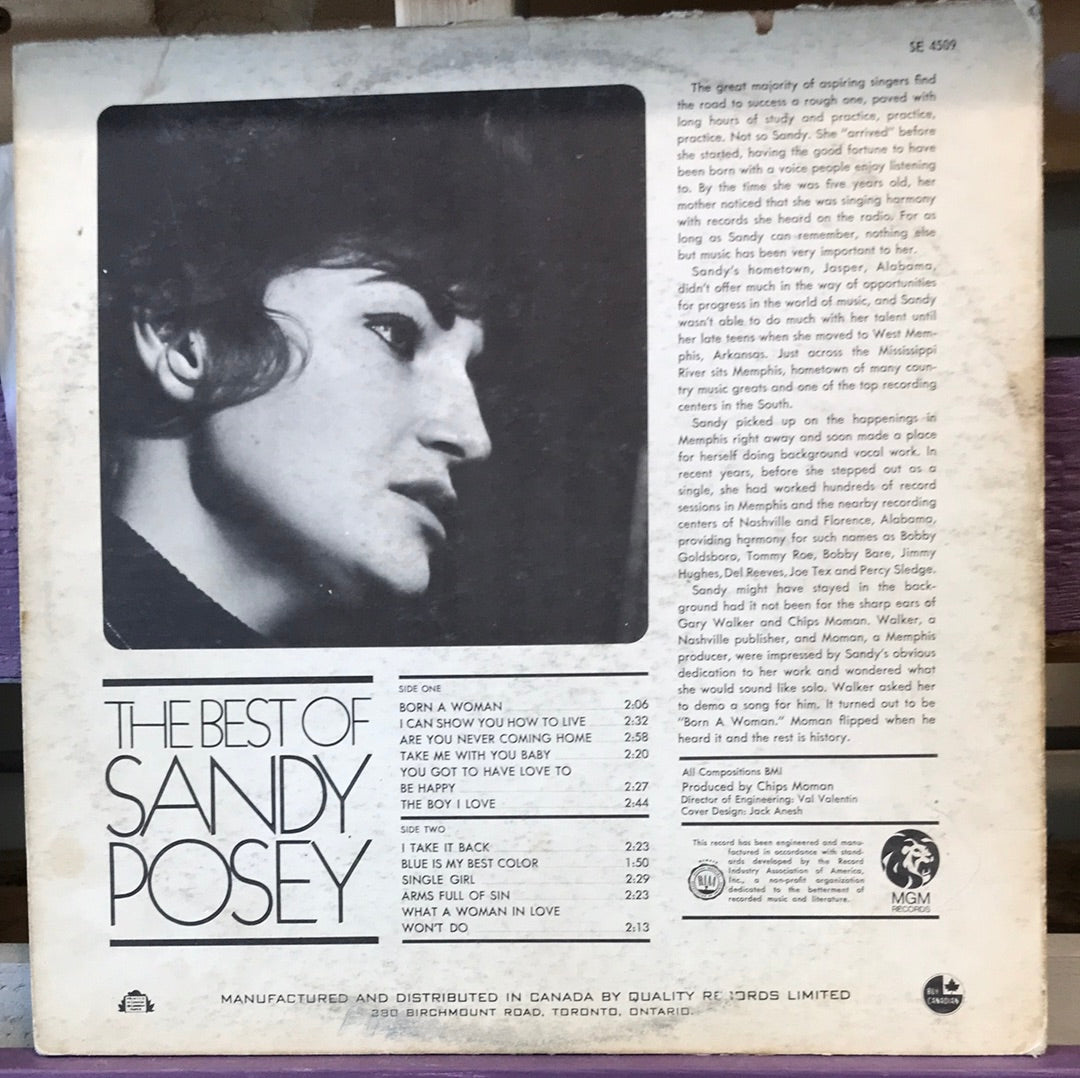 SE 4509
The great majority of aspiring singers find
the road to success a rough one, paved with
long hours of study and practice, practice,
practice. Not so Sandy. She "arrived" before
she started, having the good fortune to have
been born with a voice people enjoy listening
to. By the time she was five years old, her
mother noticed that she was singing harmony
with records she heard on the radio. For as
long as Sandy can remember, nothing else
but music has been very important to her.
Sandy's hometown, Jasper, Alabama,
didn't offer much in the way of opportunities
for progress in the world of music, and Sandy
wasn't able to do much with her talent until
her late teens when she moved to West Mem-
phis, Arkansas. Just across the Mississippi
River sits Memphis, hometown of many coun-
try music greats and one of the top recording
centers in the South.
Sandy picked up on the happenings in
Memphis right away and soon made a place
for herself doing background vocal work. In
recent years, before she stepped out as a
single, she had worked hundreds of record
sessions in Memphis and the nearby recording
centers of Nashville and Florence, Alabama,
providing harmony for such names as Bobby
Goldsboro, Tommy Roe, Bobby Bare, Jimmy
Hughes, Del Reeves, Joe Tex and Percy Sledge.
Sandy might have stayed in the back-
ground had it not been for the sharp ears of
Gary Walker and Chips Moman. Walker, a
Nashville publisher, and Moman, a Memphis
producer, were impressed by Sandy's obvious
dedication to her work and wondered what
she would sound like solo. Walker asked her
to demo a song for him. It turned out to be
"Born A Woman." Moman flipped when he
heard it and the rest is history.
THE BEST OF
SANDY
POSEY
SIDE ONE
BORN A WOMAN 2:06
I CAN SHOW YOU HOW TO LIVE 2:32
ARE YOU NEVER COMING HOME 2:58
TAKE ME WITH YOU BABY 2:20
YOU GOT TO HAVE LOVE TO
BE HAPPY 2:27
THE BOY I LOVE 2:44
SIDE TWO
I TAKE IT BACK 2:23
BLUE IS MY BEST COLOR 1:50
SINGLE GIRL 2:29
ARMS FULL OF SIN 2:23
WHAT A WOMAN IN LOVE
WON'T DO 2:13
All Compositions BMI
Produced by Chips Moman
Director of Engineering: Val Valentin
Cover Design: Jack Anesh
This record has been engineered and manu-
factured in accordance with stand-
ards developed by the Record
Industry Association of America,
Inc., a non-profit organization
dedicated to the betterment of
recorded music and literature.
MGM
RECORDS
MANUFACTURED AND DISTRIBUTED IN CANADA BY QUALITY RECORDS LIMITED
380 BIRCHMOUNT ROAD, TORONTO, ONTARIO.
BUY
CANADIAN